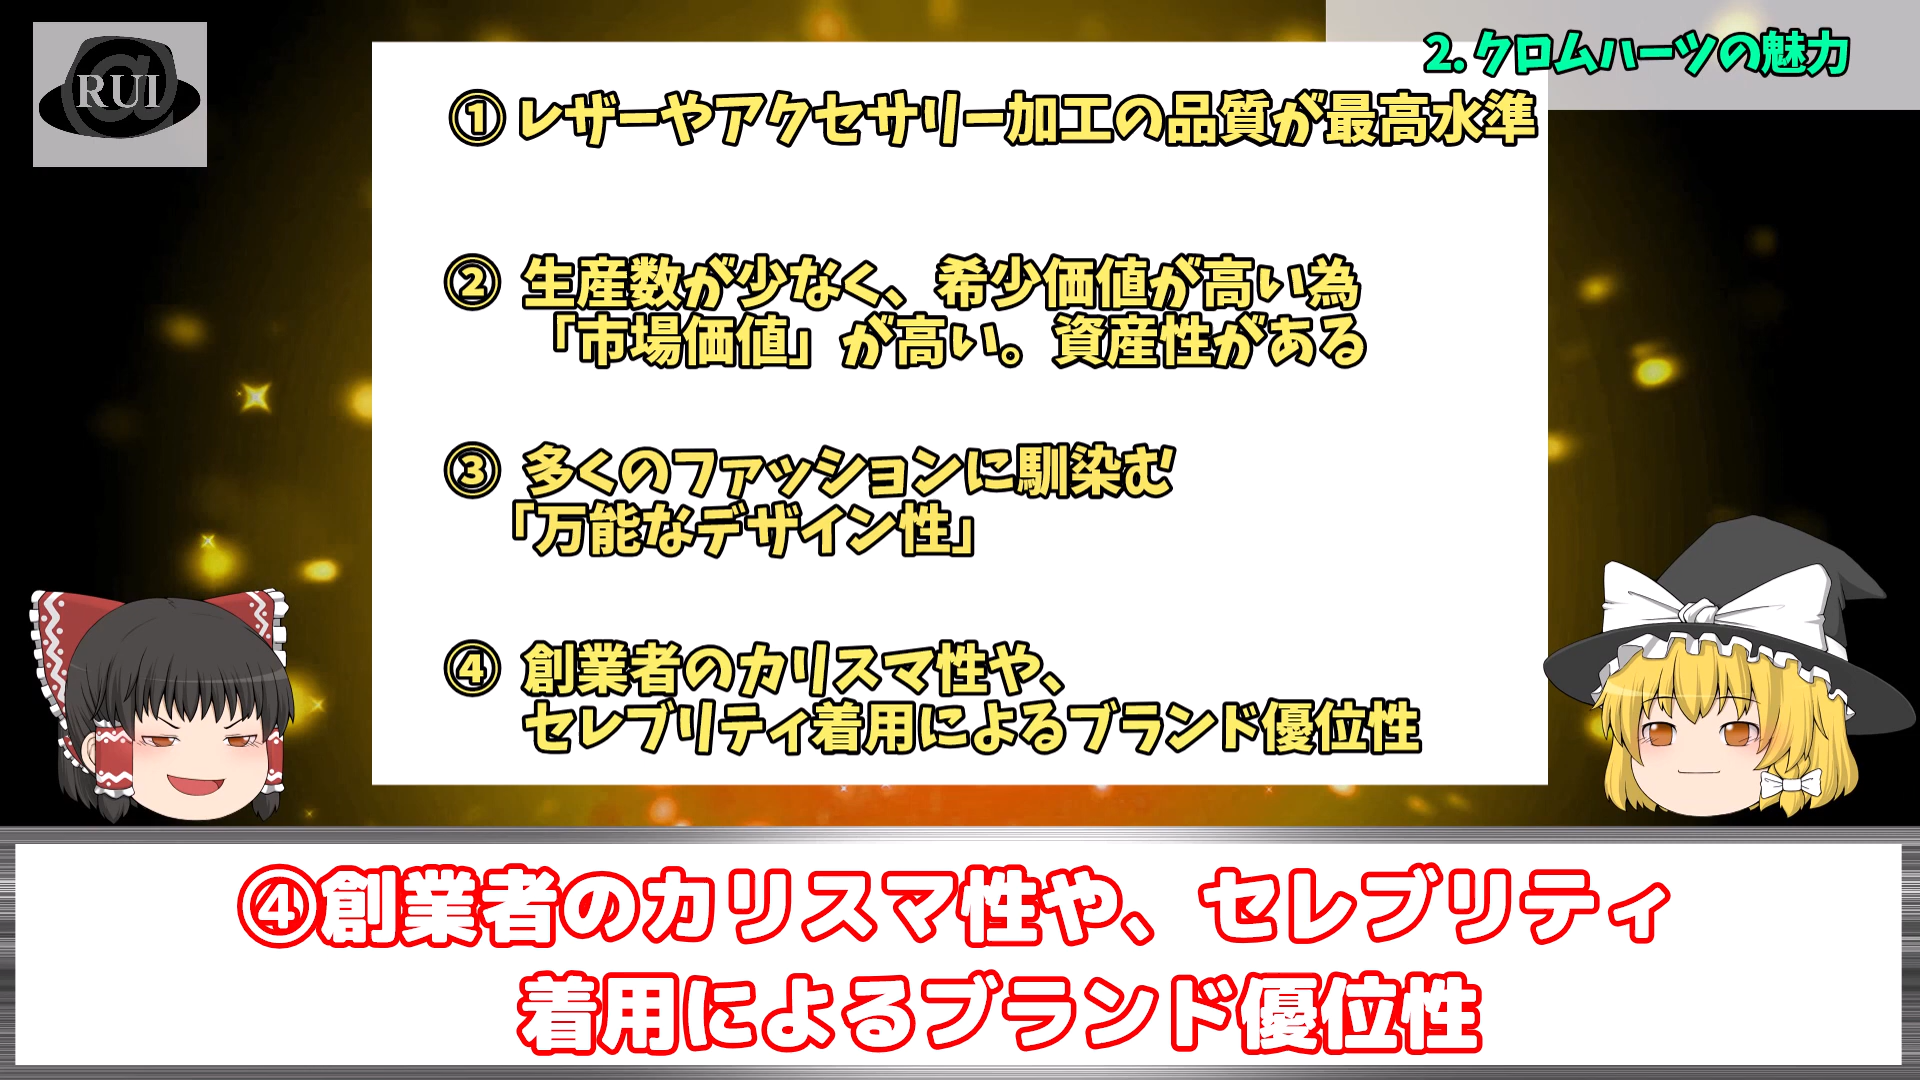 @
RUI
2.クロムハーツの魅力
①レザーやアクセサリー加工の品質が最高水準
② 生産数が少なく、希少価値が高い為
「市場価値」が高い。資産性がある
③ 多くのファッションに馴染む
「万能なデザイン性」
④ 創業者のカリスマ性や、
セレブリティ着用によるブランド優位性
④創業者のカリスマ性や、セレブリティ
着用によるブランド優位性